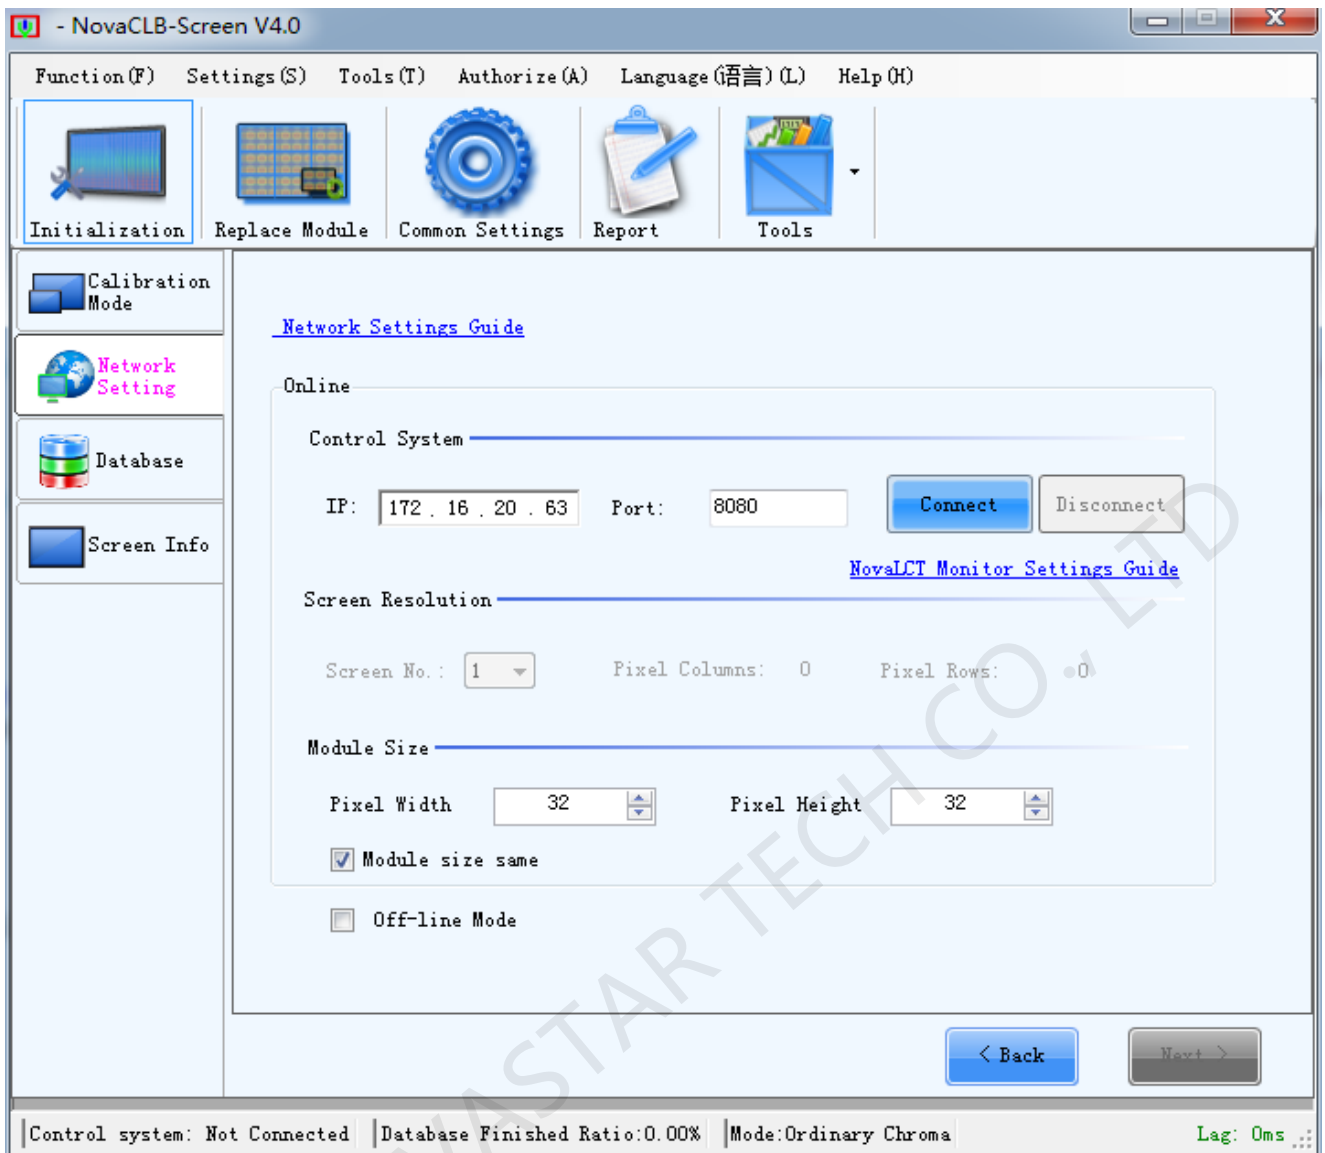 - NovaCLB-Screen V4.0
Function(F) Settings(S) Tools(T) Authorize(A) Language(语言)(L) Help(H)
Initialization Replace Module Common Settings Report Tools
Calibration Mode
Network Setting
Database
Screen Info
Network Settings Guide
Online
Control System
IP: 172 . 16 . 20 . 63 Port: 8080 Connect Disconnect
NovaLCT Monitor Settings Guide
Screen Resolution
Screen No.: 1 Pixel Columns: 0 Pixel Rows: 0
Module Size
Pixel Width 32 Pixel Height 32
Module size same
Off-line Mode
< Back Next >
Control system: Not Connected Database Finished Ratio:0.00% Mode:Ordinary Chroma Lag: 0ms
VASTAR TECH CO., LTD